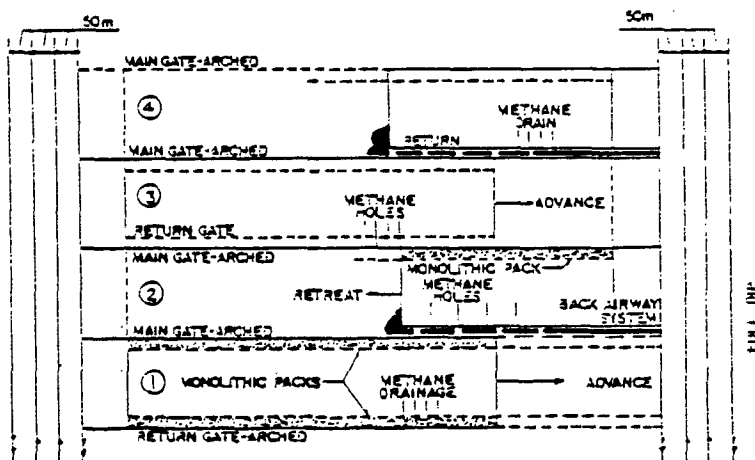 50m
50m
MAIN GATE-ARCHED
4
METHANE
DRAIN
RETURN
MAIN GATE-ARCHED
3
METHANE
HOLES
ADVANCE
RETURN GATE
MAIN GATE-ARCHED
MONOLITHIC PACK
2
RETREAT
METHANE
HOLES
BACK AIRWAY
SYSTEM
MAIN GATE-ARCHED
1
MONOLITHIC PACKS
METHANE
DRAINAGE
ADVANCE
RETURN GATE-ARCHED